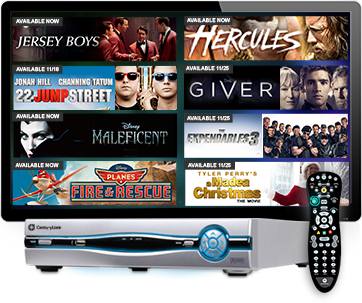 AVAILABLE NOW
JERSEY BOYS
AVAILABLE NOW
HERCULES
AVAILABLE 11/18
JONAH HILL CHANNING TATUM
22 JUMP STREET
AVAILABLE 11/25
THE
GIVER
AVAILABLE NOW
Disney
MALEFICENT
AVAILABLE 11/25
THE
EXPENDABLES 3
AVAILABLE NOW
Disney
PLANES
FIRE & RESCUE
AVAILABLE 11/25
TYLER PERRY'S
A Madea
Christmas
THE MOVIE
CenturyLink